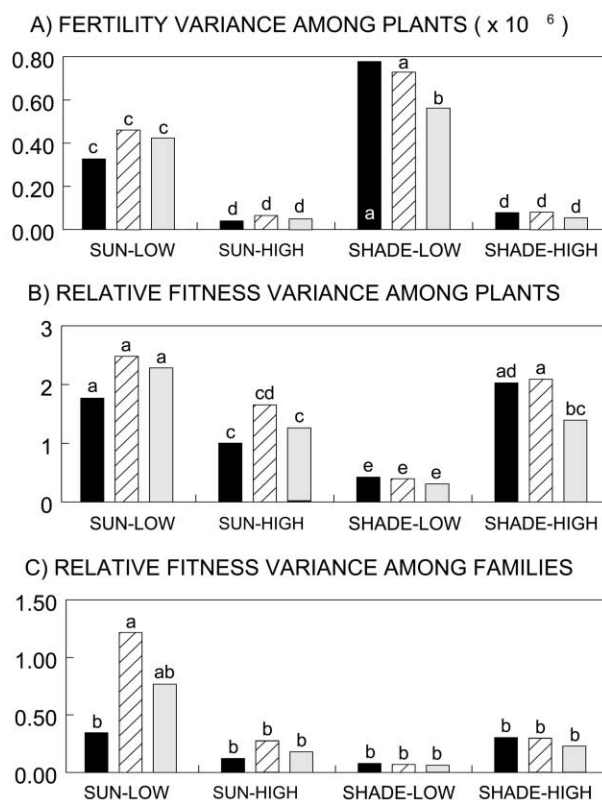 A) FERTILITY VARIANCE AMONG PLANTS ( x 10 6 )
0.80
0.60
0.40
0.20
0.00
c c c
d d d
a a b
d d d
SUN-LOW SUN-HIGH SHADE-LOW SHADE-HIGH
B) RELATIVE FITNESS VARIANCE AMONG PLANTS
3
2
1
0
a a a
c cd c
e e e
ad a bc
SUN-LOW SUN-HIGH SHADE-LOW SHADE-HIGH
C) RELATIVE FITNESS VARIANCE AMONG FAMILIES
1.50
1.00
0.50
0.00
b a ab
b b b
b b b
b b b
SUN-LOW SUN-HIGH SHADE-LOW SHADE-HIGH